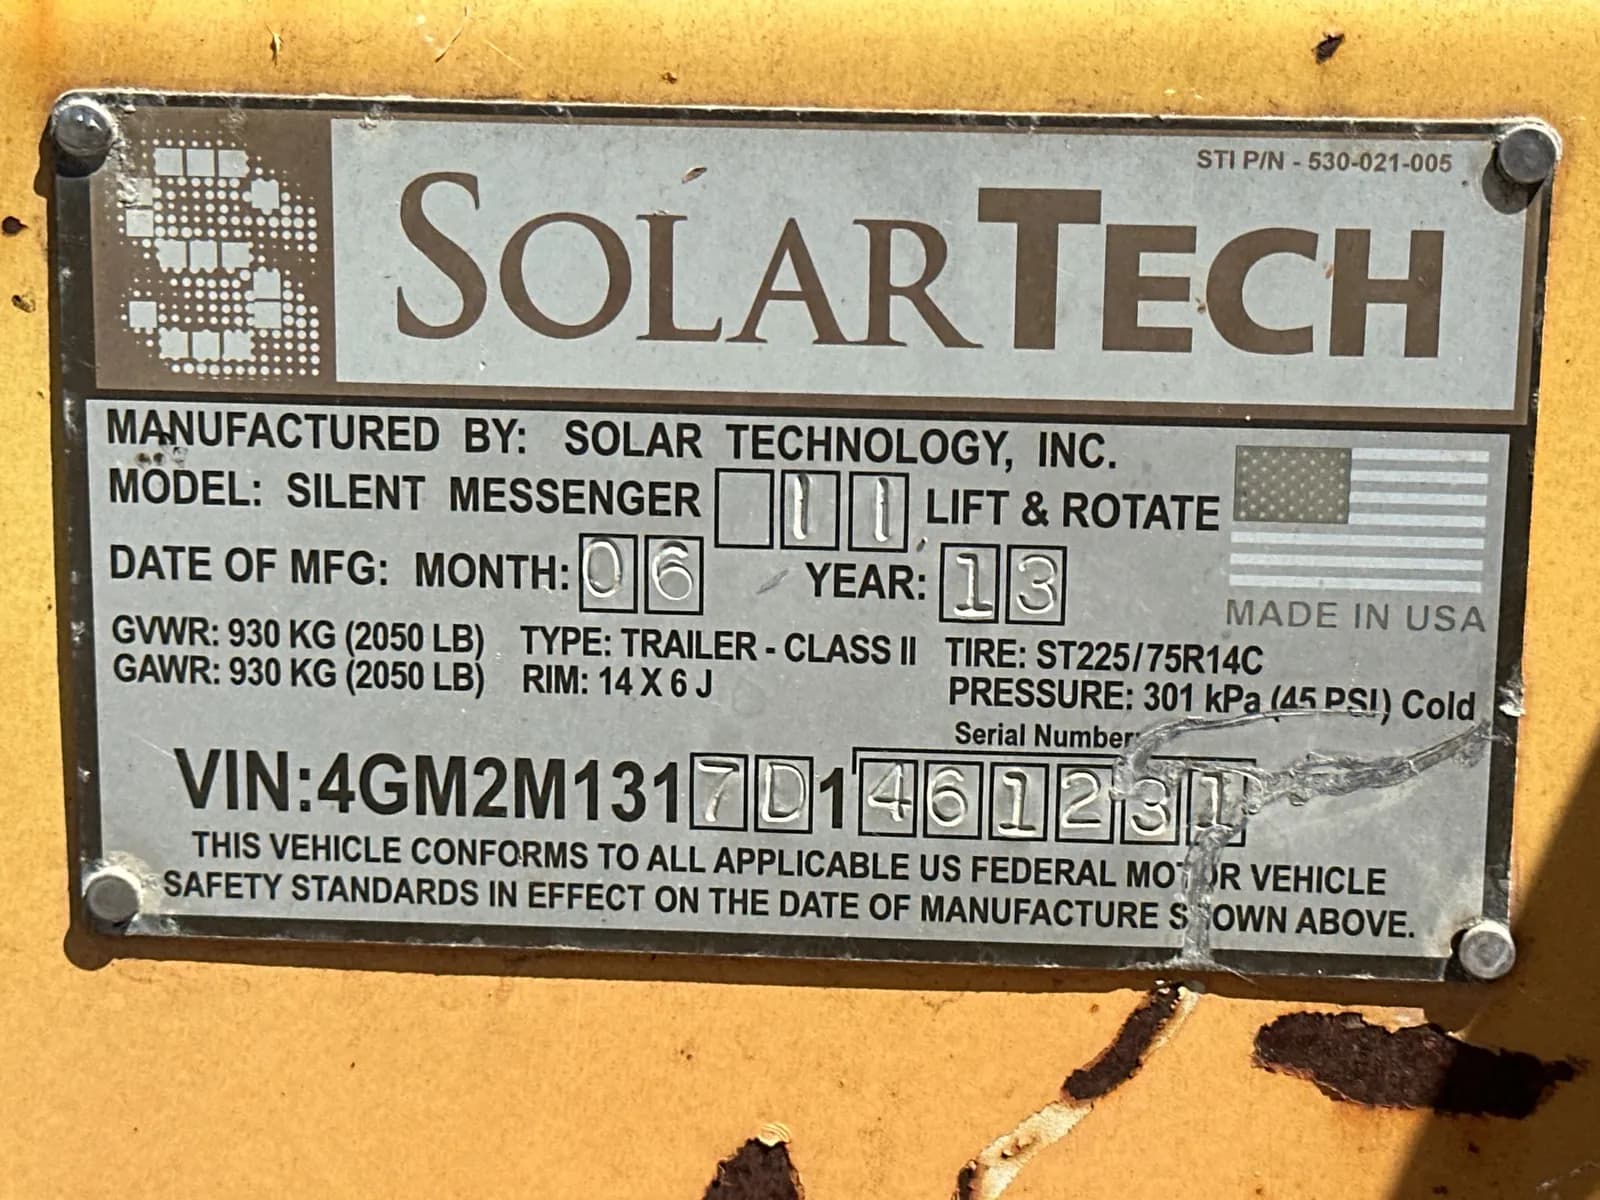 STI P/N - 530-021-005
SOLARTECH
MANUFACTURED BY: SOLAR TECHNOLOGY, INC.
MODEL: SILENT MESSENGER 11 LIFT & ROTATE
DATE OF MFG: MONTH: 06 YEAR: 13
MADE IN USA
GVWR: 930 KG (2050 LB) TYPE: TRAILER - CLASS II TIRE: ST225/75R14C
GAWR: 930 KG (2050 LB) RIM: 14 X 6 J PRESSURE: 301 kPa (45 PSI) Cold
Serial Number:
VIN:4GM2M1317D1461231
THIS VEHICLE CONFORMS TO ALL APPLICABLE US FEDERAL MOTOR VEHICLE
SAFETY STANDARDS IN EFFECT ON THE DATE OF MANUFACTURE SHOWN ABOVE.